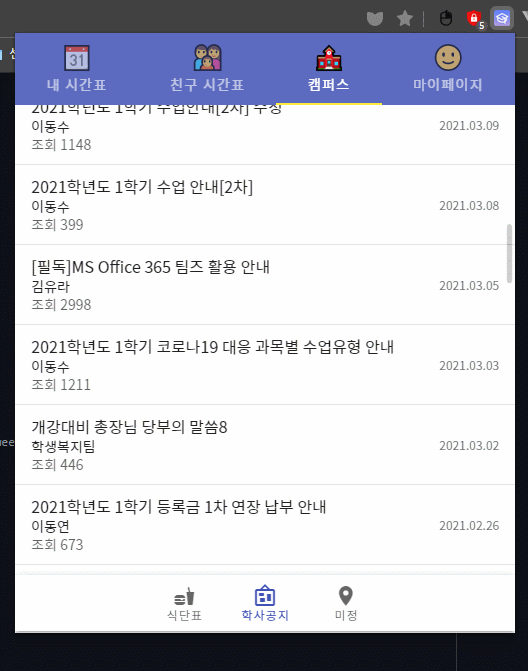 5
31
내 시간표
친구 시간표
캠퍼스
마이페이지
2021학년도 1학기 수업안내[2차] 수정
이동수
2021.03.09
조회 1148
2021학년도 1학기 수업 안내[2차]
이동수
2021.03.08
조회 399
[필독]MS Office 365 팀즈 활용 안내
김유라
2021.03.05
조회 2998
2021학년도 1학기 코로나19 대응 과목별 수업유형 안내
이동수
2021.03.03
조회 1211
개강대비 총장님 당부의 말씀8
학생복지팀
2021.03.02
조회 446
2021학년도 1학기 등록금 1차 연장 납부 안내
이동연
2021.02.26
조회 673
식단표
학사공지
미정